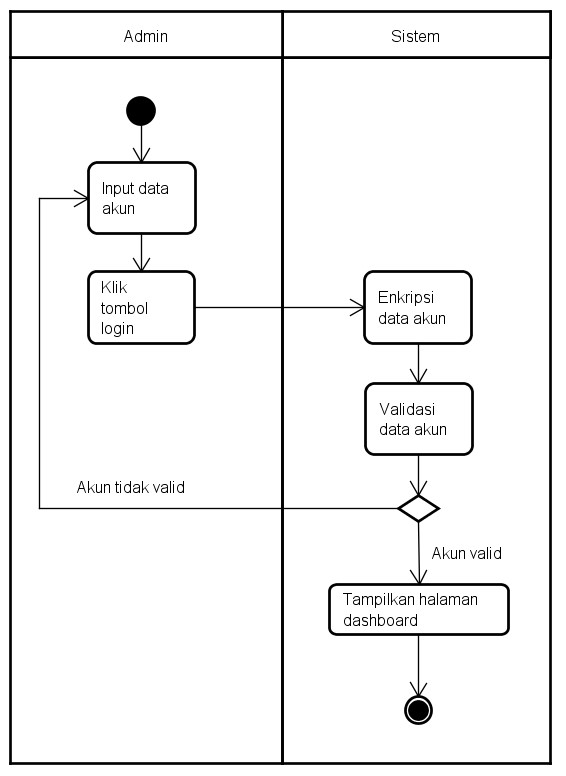 Admin
Sistem
Input data
akun
Klik
tombol
login
Enkripsi
data akun
Validasi
data akun
Akun tidak valid
Akun valid
Tampilkan halaman
dashboard